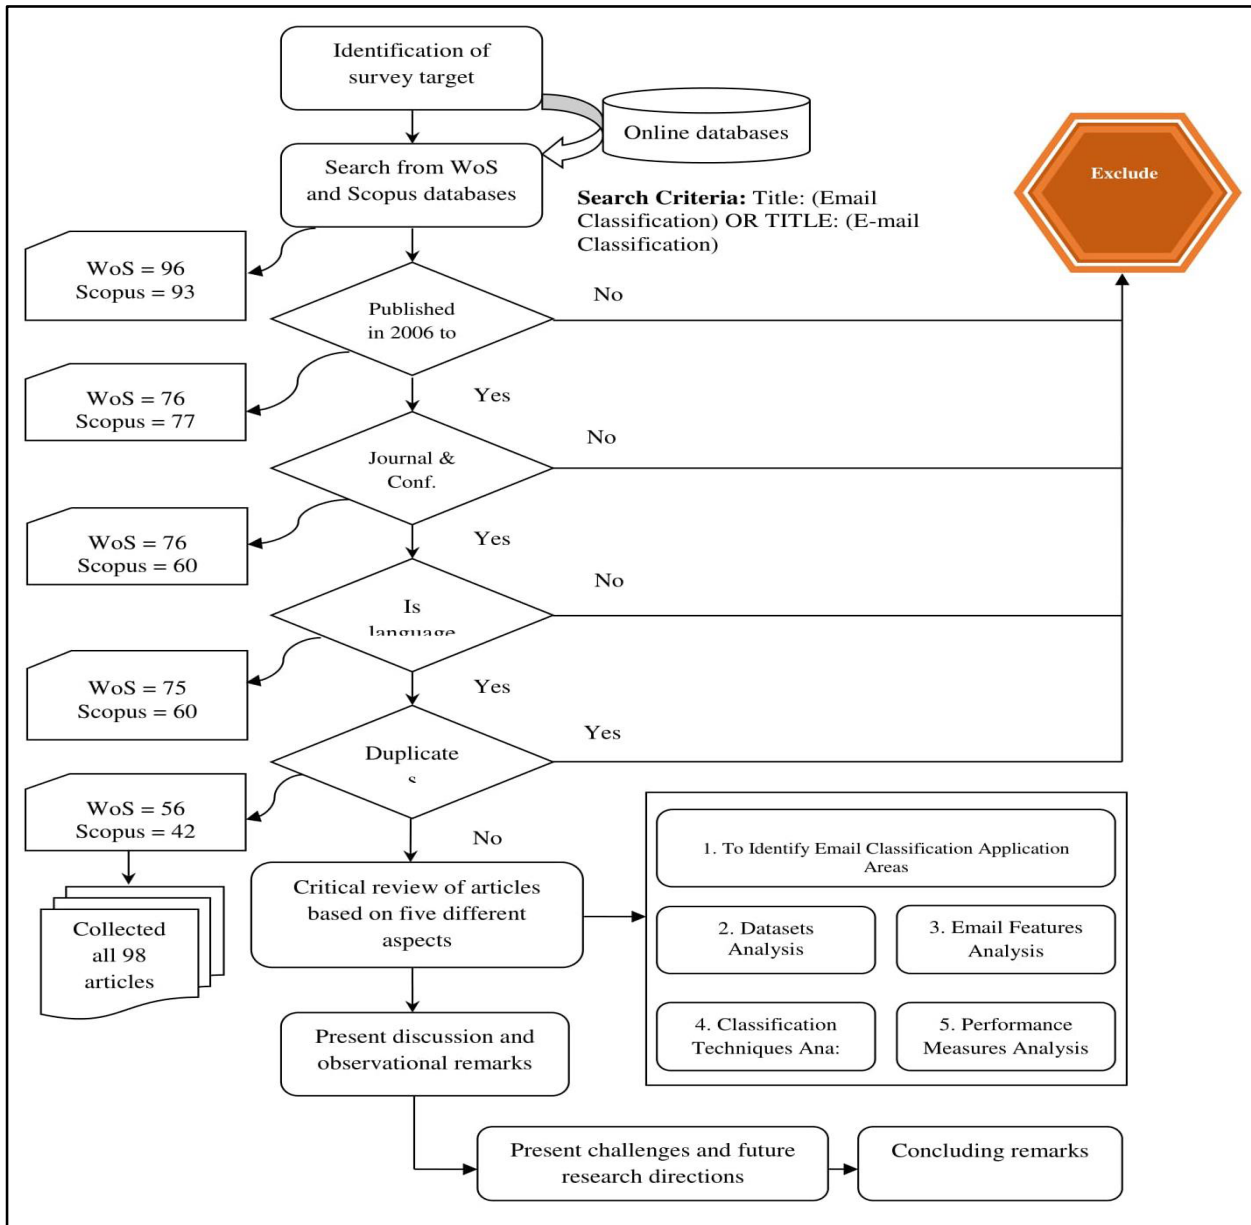 Identification of
survey target
Online databases
Search from WoS
and Scopus databases
Search Criteria: Title: (Email
Classification) OR TITLE: (E-mail
Classification)
Exclude
WoS = 96
Scopus = 93
Published
in 2006 to
No
WoS = 76
Scopus = 77
Yes
Journal &
Conf.
No
WoS = 76
Scopus = 60
Yes
Is
language
No
WoS = 75
Scopus = 60
Yes
Duplicate
s
Yes
WoS = 56
Scopus = 42
No
Collected
all 98
articles
Critical review of articles
based on five different
aspects
1. To Identify Email Classification Application
Areas
2. Datasets
Analysis
3. Email Features
Analysis
4. Classification
Techniques Ana:
5. Performance
Measures Analysis
Present discussion and
observational remarks
Present challenges and future
research directions
Concluding remarks